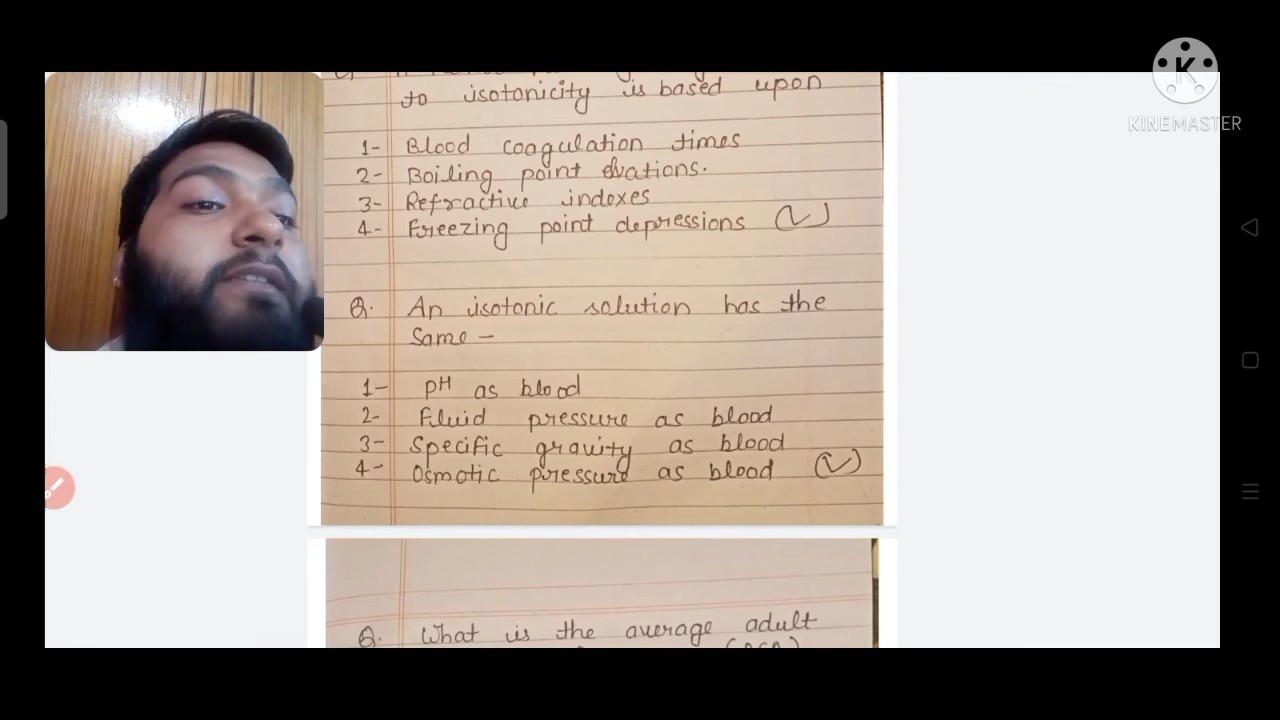 to isotonicity is based upon
1- Blood coagulation times
2- Boiling point
3- Refractive indexes
4- Freezing point depressions
Q. An isotonic solution has the
Same -
1- pH as blood
2- Fluid pressure as blood
3- Specific gravity as blood
4- Osmotic pressure as blood
Q. What is the average adult
K
KINEMASTER